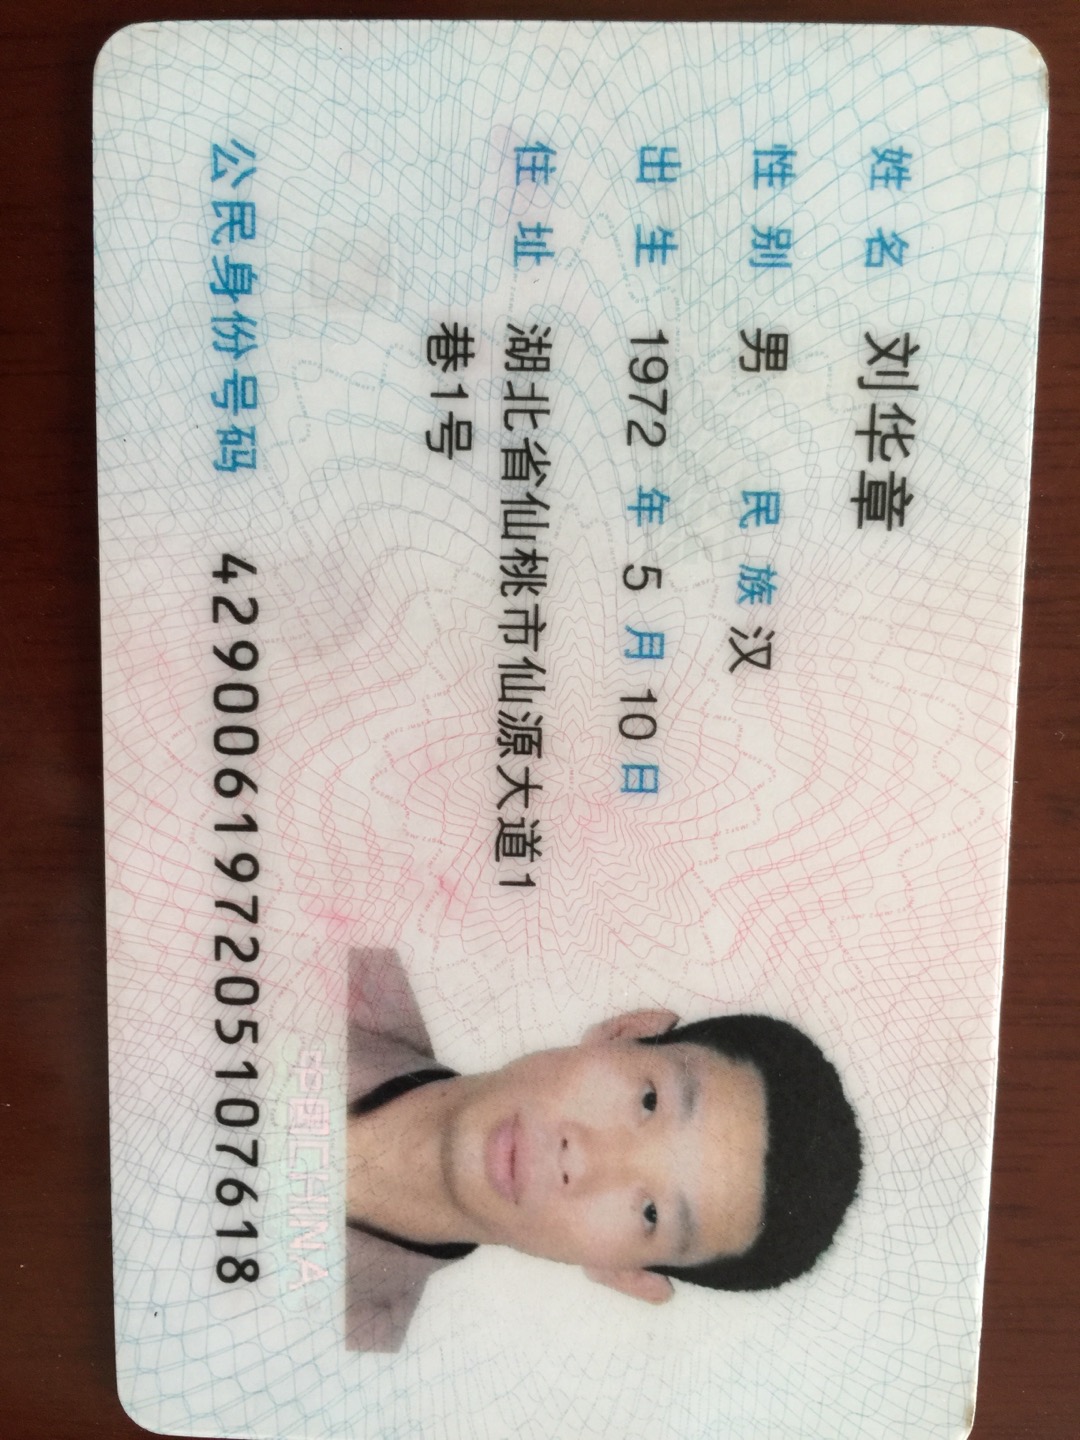 姓名 刘华章
性别 男 民族 汉
出生 1972 年 5 月 10 日
住址 湖北省仙桃市仙源大道1
巷1号
公民身份号码 429006197205107618
中国CHINA